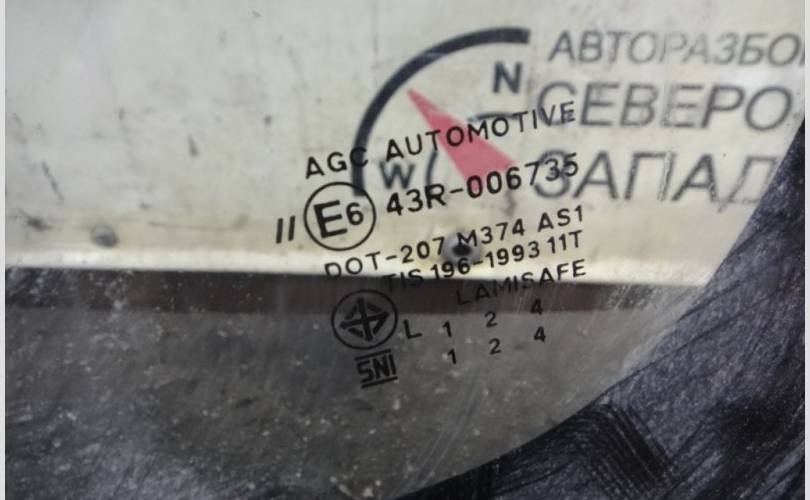 АВТОРАЗБО
N
СЕВЕРО
W
ЗАПАД
AGC AUTOMOTIVE
II E6 43R-006735
DOT-207 M374 AS1
TIS 196-1993 11T
LAMISAFE
L 1 2 4
SNI 1 2 4